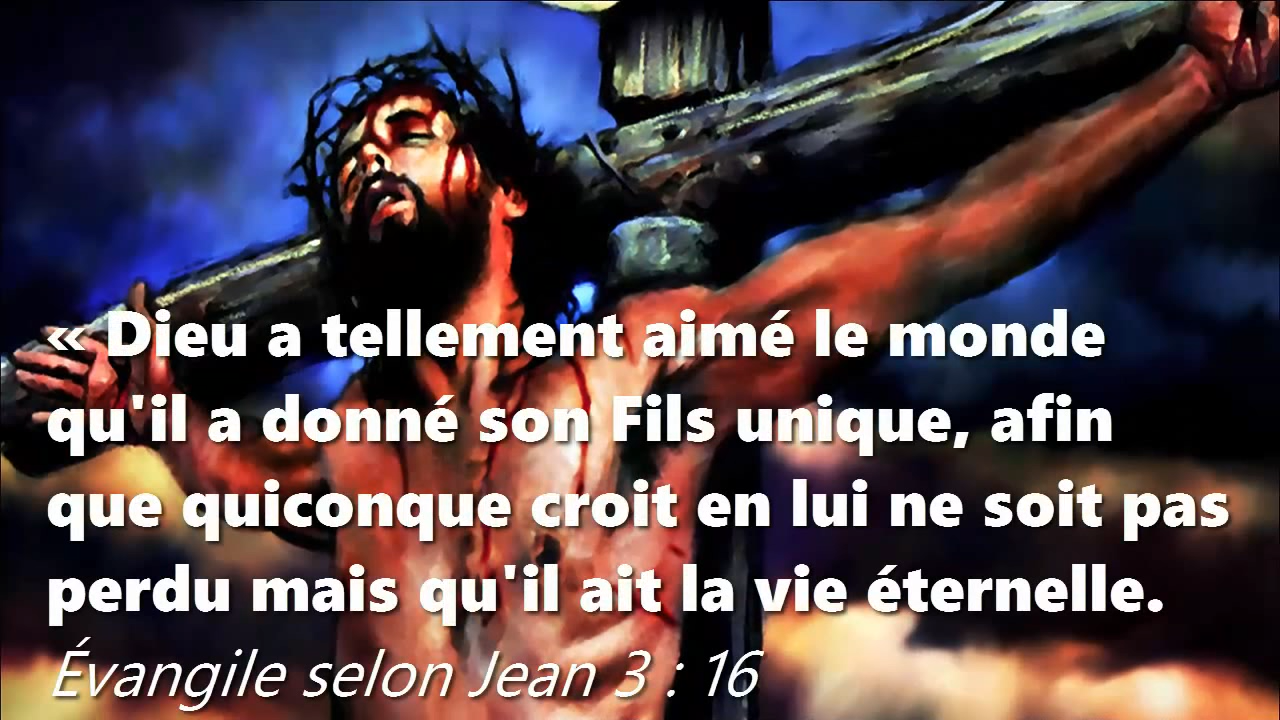 « Dieu a tellement aimé le monde
qu'il a donné son Fils unique, afin
que quiconque croit en lui ne soit pas
perdu mais qu'il ait la vie éternelle.
Évangile selon Jean 3 : 16